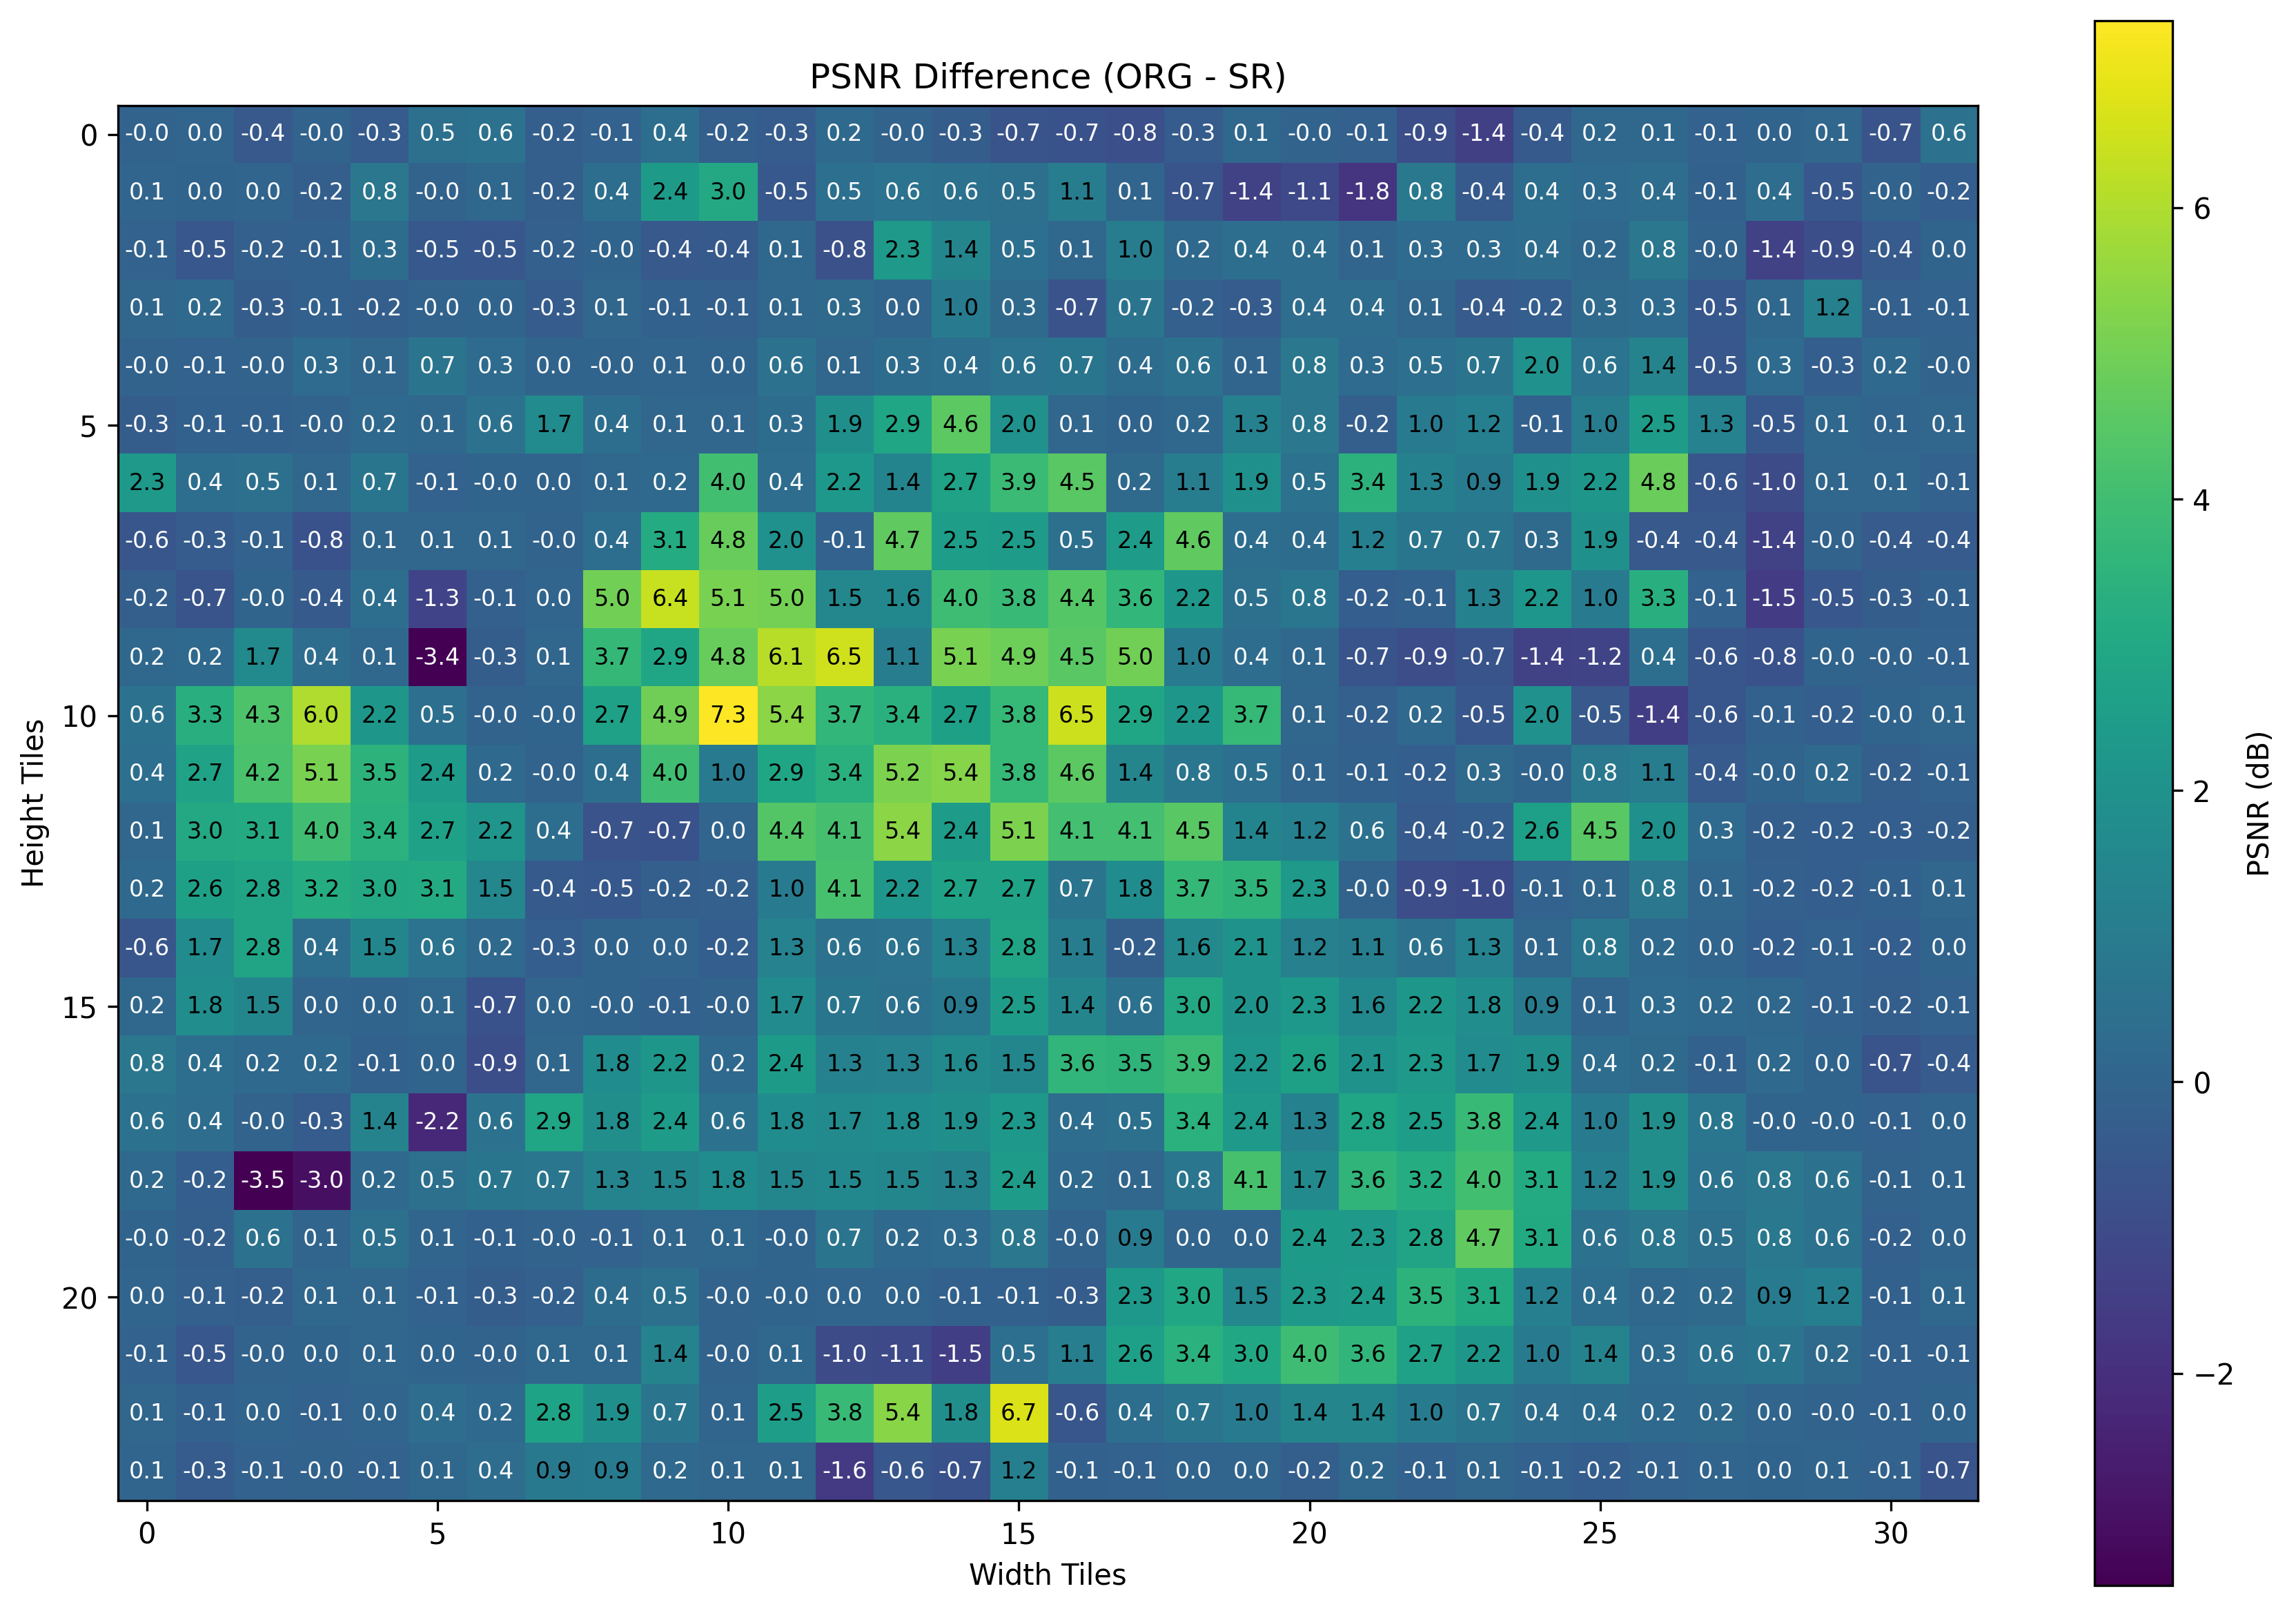 PSNR Difference (ORG - SR)
0 -0.0 0.0 -0.4 -0.0 -0.3 0.5 0.6 -0.2 -0.1 0.4 -0.2 -0.3 0.2 -0.0 -0.3 -0.7 -0.7 -0.8 -0.3 0.1 -0.0 -0.1 -0.9 -1.4 -0.4 0.2 0.1 -0.1 0.0 0.1 -0.7 0.6
0.1 0.0 0.0 -0.2 0.8 -0.0 0.1 -0.2 0.4 2.4 3.0 -0.5 0.5 0.6 0.6 0.5 1.1 0.1 -0.7 -1.4 -1.1 -1.8 0.8 -0.4 0.4 0.3 0.4 -0.1 0.4 -0.5 -0.0 -0.2
-0.1 -0.5 -0.2 -0.1 0.3 -0.5 -0.5 -0.2 -0.0 -0.4 -0.4 0.1 -0.8 2.3 1.4 0.5 0.1 1.0 0.2 0.4 0.4 0.1 0.3 0.3 0.4 0.2 0.8 -0.0 -1.4 -0.9 -0.4 0.0
0.1 0.2 -0.3 -0.1 -0.2 -0.0 0.0 -0.3 0.1 -0.1 -0.1 0.1 0.3 0.0 1.0 0.3 -0.7 0.7 -0.2 -0.3 0.4 0.4 0.1 -0.4 -0.2 0.3 0.3 -0.5 0.1 1.2 -0.1 -0.1
-0.0 -0.1 -0.0 0.3 0.1 0.7 0.3 0.0 -0.0 0.1 0.0 0.6 0.1 0.3 0.4 0.6 0.7 0.4 0.6 0.1 0.8 0.3 0.5 0.7 2.0 0.6 1.4 -0.5 0.3 -0.3 0.2 -0.0
5 -0.3 -0.1 -0.1 -0.0 0.2 0.1 0.6 1.7 0.4 0.1 0.1 0.3 1.9 2.9 4.6 2.0 0.1 0.0 0.2 1.3 0.8 -0.2 1.0 1.2 -0.1 1.0 2.5 1.3 -0.5 0.1 0.1 0.1
2.3 0.4 0.5 0.1 0.7 -0.1 -0.0 0.0 0.1 0.2 4.0 0.4 2.2 1.4 2.7 3.9 4.5 0.2 1.1 1.9 0.5 3.4 1.3 0.9 1.9 2.2 4.8 -0.6 -1.0 0.1 0.1 -0.1
-0.6 -0.3 -0.1 -0.8 0.1 0.1 0.1 -0.0 0.4 3.1 4.8 2.0 -0.1 4.7 2.5 2.5 0.5 2.4 4.6 0.4 0.4 1.2 0.7 0.7 0.3 1.9 -0.4 -0.4 -1.4 -0.0 -0.4 -0.4
-0.2 -0.7 -0.0 -0.4 0.4 -1.3 -0.1 0.0 5.0 6.4 5.1 5.0 1.5 1.6 4.0 3.8 4.4 3.6 2.2 0.5 0.8 -0.2 -0.1 1.3 2.2 1.0 3.3 -0.1 -1.5 -0.5 -0.3 -0.1
0.2 0.2 1.7 0.4 0.1 -3.4 -0.3 0.1 3.7 2.9 4.8 6.1 6.5 1.1 5.1 4.9 4.5 5.0 1.0 0.4 0.1 -0.7 -0.9 -0.7 -1.4 -1.2 0.4 -0.6 -0.8 -0.0 -0.0 -0.1
10 0.6 3.3 4.3 6.0 2.2 0.5 -0.0 -0.0 2.7 4.9 7.3 5.4 3.7 3.4 2.7 3.8 6.5 2.9 2.2 3.7 0.1 -0.2 0.2 -0.5 2.0 -0.5 -1.4 -0.6 -0.1 -0.2 -0.0 0.1
0.4 2.7 4.2 5.1 3.5 2.4 0.2 -0.0 0.4 4.0 1.0 2.9 3.4 5.2 5.4 3.8 4.6 1.4 0.8 0.5 0.1 -0.1 -0.2 0.3 -0.0 0.8 1.1 -0.4 -0.0 0.2 -0.2 -0.1
0.1 3.0 3.1 4.0 3.4 2.7 2.2 0.4 -0.7 -0.7 0.0 4.4 4.1 5.4 2.4 5.1 4.1 4.1 4.5 1.4 1.2 0.6 -0.4 -0.2 2.6 4.5 2.0 0.3 -0.2 -0.2 -0.3 -0.2
0.2 2.6 2.8 3.2 3.0 3.1 1.5 -0.4 -0.5 -0.2 -0.2 1.0 4.1 2.2 2.7 2.7 0.7 1.8 3.7 3.5 2.3 -0.0 -0.9 -1.0 -0.1 0.1 0.8 0.1 -0.2 -0.2 -0.1 0.1
-0.6 1.7 2.8 0.4 1.5 0.6 0.2 -0.3 0.0 0.0 -0.2 1.3 0.6 0.6 1.3 2.8 1.1 -0.2 1.6 2.1 1.2 1.1 0.6 1.3 0.1 0.8 0.2 0.0 -0.2 -0.1 -0.2 0.0
15 0.2 1.8 1.5 0.0 0.0 0.1 -0.7 0.0 -0.0 -0.1 -0.0 1.7 0.7 0.6 0.9 2.5 1.4 0.6 3.0 2.0 2.3 1.6 2.2 1.8 0.9 0.1 0.3 0.2 0.2 -0.1 -0.2 -0.1
0.8 0.4 0.2 0.2 -0.1 0.0 -0.9 0.1 1.8 2.2 0.2 2.4 1.3 1.3 1.6 1.5 3.6 3.5 3.9 2.2 2.6 2.1 2.3 1.7 1.9 0.4 0.2 -0.1 0.2 0.0 -0.7 -0.4
0.6 0.4 -0.0 -0.3 1.4 -2.2 0.6 2.9 1.8 2.4 0.6 1.8 1.7 1.8 1.9 2.3 0.4 0.5 3.4 2.4 1.3 2.8 2.5 3.8 2.4 1.0 1.9 0.8 -0.0 -0.0 -0.1 0.0
0.2 -0.2 -3.5 -3.0 0.2 0.5 0.7 0.7 1.3 1.5 1.8 1.5 1.5 1.5 1.3 2.4 0.2 0.1 0.8 4.1 1.7 3.6 3.2 4.0 3.1 1.2 1.9 0.6 0.8 0.6 -0.1 0.1
-0.0 -0.2 0.6 0.1 0.5 0.1 -0.1 -0.0 -0.1 0.1 0.1 -0.0 0.7 0.2 0.3 0.8 -0.0 0.9 0.0 0.0 2.4 2.3 2.8 4.7 3.1 0.6 0.8 0.5 0.8 0.6 -0.2 0.0
20 0.0 -0.1 -0.2 0.1 0.1 -0.1 -0.3 -0.2 0.4 0.5 -0.0 -0.0 0.0 0.0 -0.1 -0.1 -0.3 2.3 3.0 1.5 2.3 2.4 3.5 3.1 1.2 0.4 0.2 0.2 0.9 1.2 -0.1 0.1
-0.1 -0.5 -0.0 0.0 0.1 0.0 -0.0 0.1 0.1 1.4 -0.0 0.1 -1.0 -1.1 -1.5 0.5 1.1 2.6 3.4 3.0 4.0 3.6 2.7 2.2 1.0 1.4 0.3 0.6 0.7 0.2 -0.1 -0.1
0.1 -0.1 0.0 -0.1 0.0 0.4 0.2 2.8 1.9 0.7 0.1 2.5 3.8 5.4 1.8 6.7 -0.6 0.4 0.7 1.0 1.4 1.4 1.0 0.7 0.4 0.4 0.2 0.2 0.0 -0.0 -0.1 0.0
0.1 -0.3 -0.1 -0.0 -0.1 0.1 0.4 0.9 0.9 0.2 0.1 0.1 -1.6 -0.6 -0.7 1.2 -0.1 -0.1 0.0 0.0 -0.2 0.2 -0.1 0.1 -0.1 -0.2 -0.1 0.1 0.0 0.1 -0.1 -0.7
0 5 10 15 20 25 30
Width Tiles
Height Tiles
6
4
2
0
−2
PSNR (dB)